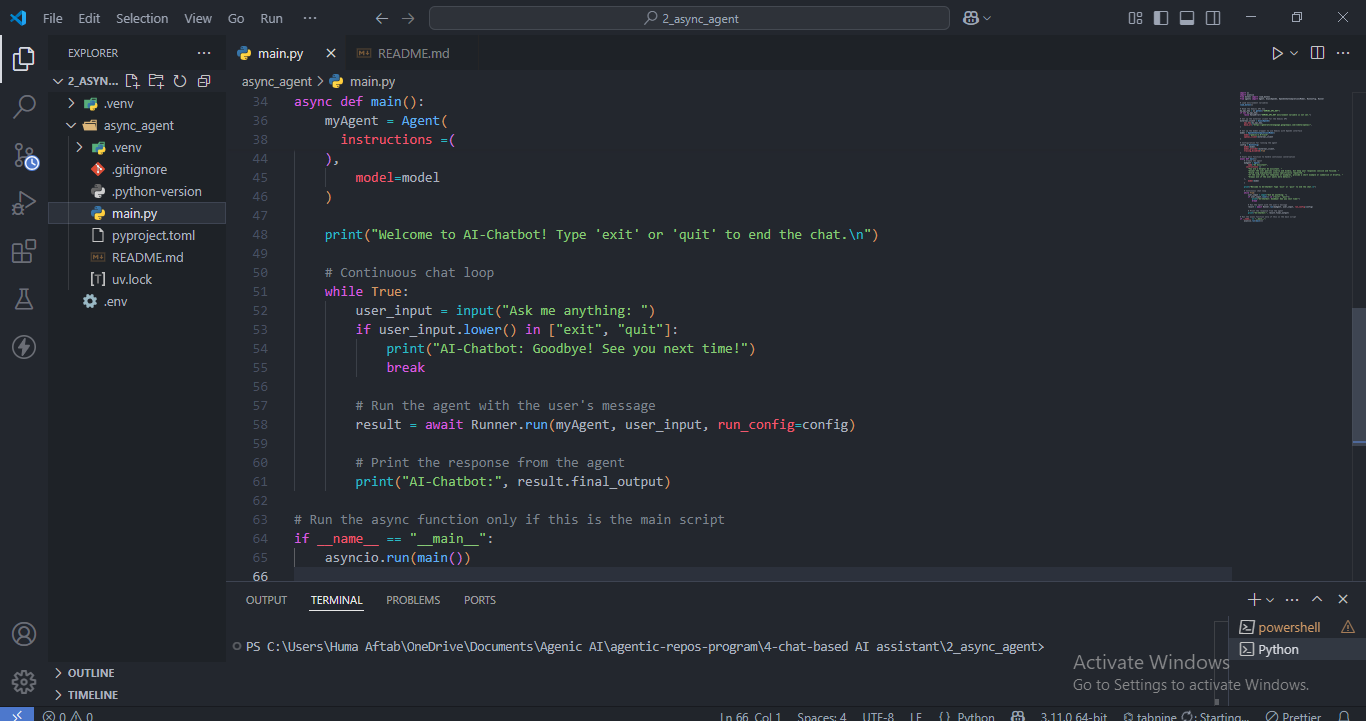 File Edit Selection View Go Run ··· 2_async_agent
EXPLORER ···
2_ASYN...
.venv
async_agent
.venv
.gitignore
.python-version
main.py
pyproject.toml
README.md
uv.lock
.env
OUTLINE
TIMELINE
main.py README.md
async_agent > main.py
34 async def main():
36 myAgent = Agent(
38 instructions =(
44 ),
45 model=model
46 )
47
48 print("Welcome to AI-Chatbot! Type 'exit' or 'quit' to end the chat.\n")
49
50 # Continuous chat loop
51 while True:
52 user_input = input("Ask me anything: ")
53 if user_input.lower() in ["exit", "quit"]:
54 print("AI-Chatbot: Goodbye! See you next time!")
55 break
56
57 # Run the agent with the user's message
58 result = await Runner.run(myAgent, user_input, run_config=config)
59
60 # Print the response from the agent
61 print("AI-Chatbot:", result.final_output)
62
63 # Run the async function only if this is the main script
64 if __name__ == "__main__":
65 asyncio.run(main())
66
OUTPUT TERMINAL PROBLEMS PORTS
PS C:\Users\Huma Aftab\OneDrive\Documents\Agenic AI\agentic-repos-program\4-chat-based AI assistant\2_async_agent>
powershell
Python
Activate Windows
Go to Settings to activate Windows.
0 0 Ln 66, Col 1 Spaces: 4 UTF-8 LF {} Python 3.11.0 64-bit tabnine Starting... Prettier